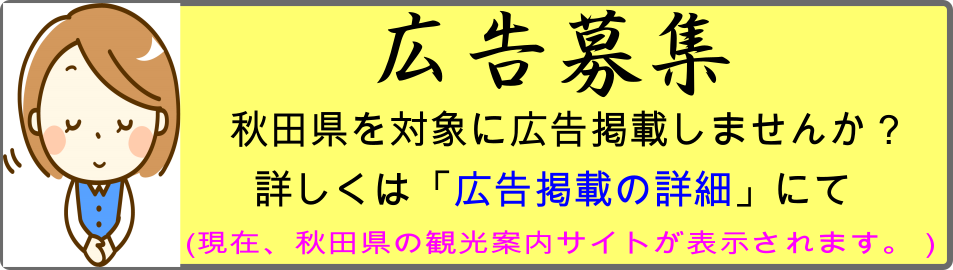 広告募集
秋田県を対象に広告掲載しませんか？
詳しくは「広告掲載の詳細」にて
(現在、秋田県の観光案内サイトが表示されます。 )